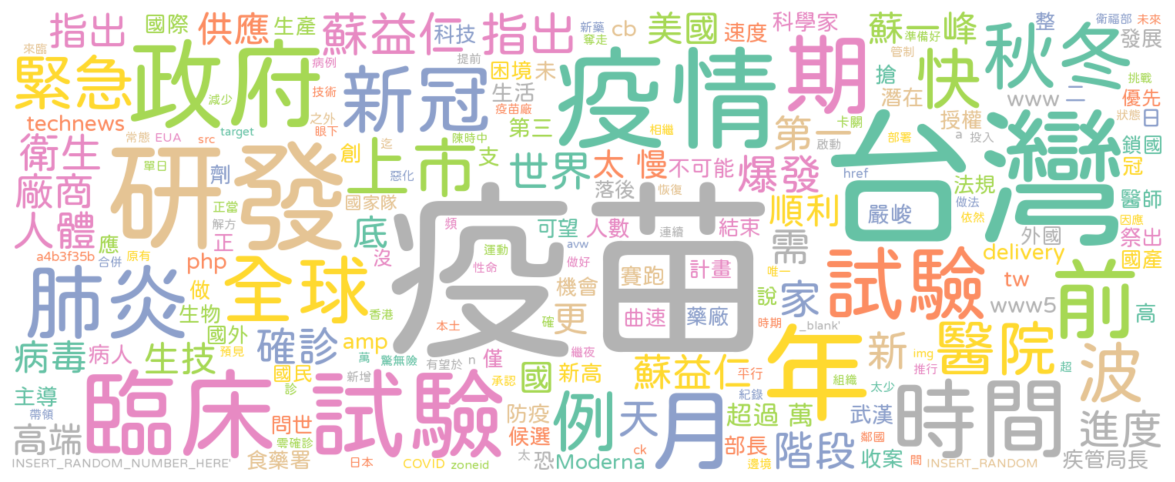 指出 國際 供應 生產 蘇益仁 指出 科技 新藥 奪走 cb 美國 速度 科學家 蘇一峰 準備好 整 衛福部 未來
來臨 政府 病例 新冠 提前 困境 未 疫情 期 搶 快 管制 秋冬 發展 挑戰
緊急 減少 技術 生活 疫苗廠 潛在 www 二 優先 狀態
technews 常態 EUA src target 之外 眼下 陳時中 第三 相繼 第一 卡關 啟動 授權 部署 a 投入 日 鎖國
衛生 研發 單日 創 迄 上市 支 惡化 世界 太 慢 不可能 爆發 台灣 href 法規 冠 醫師
廠商 劑 國家隊 落後 恢復 順利 嚴峻 做法 依然 因應
人體 應 正當 解方 正 底 頻 疫苗 可望 人數 連續 結束 外國 祭出
a4b3f35b 合併 原有 沒 運動 avw 做好 需 delivery 國產
肺炎 php 全球 性命 機會 賽跑 計畫 唯一 說 家 試驗 tw 前
做 生物 香港 本土 確 更 曲速 藥廠 時期 _blank' www5 高
病毒 病人 國外 預見 確診 amp 萬 驚無險 有望於 n 僅 繼夜 年 新 img 推行 醫院 波 超
主導 生技 國民 診 新增 承認 國 新高 蘇益仁 平行 組織 太少
帶領 臨床試驗 問世 防疫 例 天 月 紀錄 超過 萬 武漢 鄰國 時間 進度
高端 雲確診 候選 ck 部長 階段 間
INSERT_RANDOM_NUMBER_HERE' 食藥署 日本 COVID zoneid 太 恐 Moderna 邊境 收案 INSERT_RANDOM 疾管局長